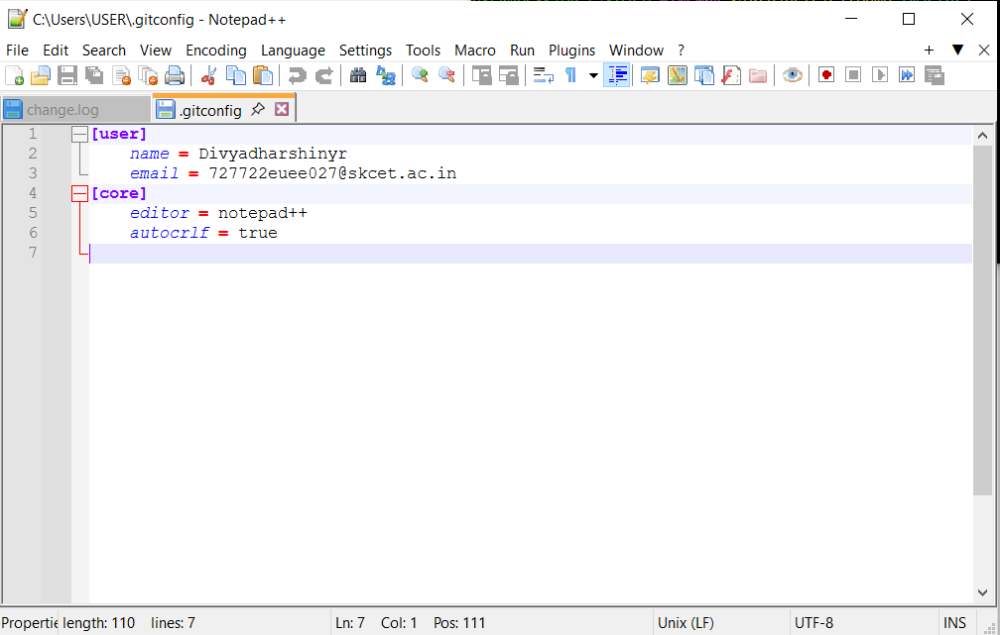 C:\Users\USER\.gitconfig - Notepad++
File Edit Search View Encoding Language Settings Tools Macro Run Plugins Window ?
change.log .gitconfig
1 [user]
2 name = Divyadharshinyr
3 email = 727722euee027@skcet.ac.in
4 [core]
5 editor = notepad++
6 autocrlf = true
7
Propertie length: 110 lines: 7 Ln: 7 Col: 1 Pos: 111 Unix (LF) UTF-8 INS